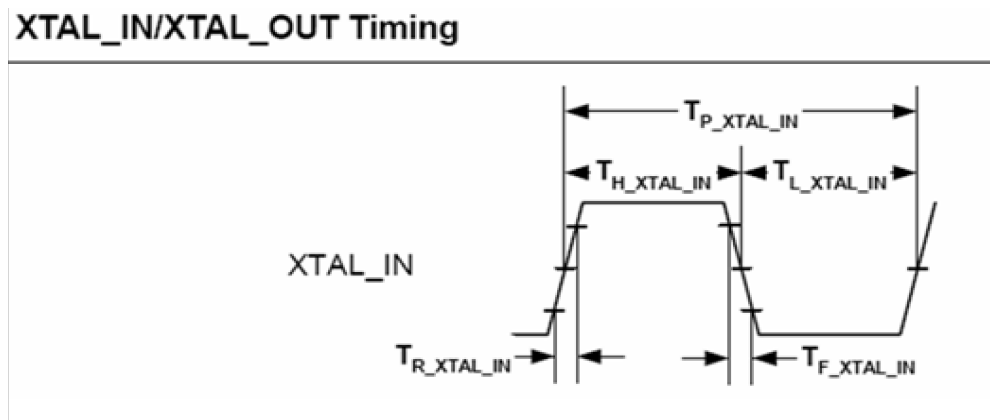 XTAL_IN/XTAL_OUT Timing
TP_XTAL_IN
TH_XTAL_IN
TL_XTAL_IN
XTAL_IN
TR_XTAL_IN
TF_XTAL_IN